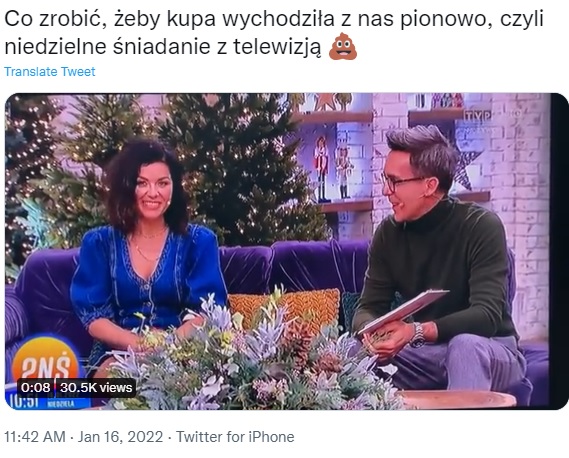 Co zrobić, żeby kupa wychodziła z nas pionowo, czyli
niedzielne śniadanie z telewizją 💩
Translate Tweet
TVP
PNŚ
0:08 30.5K views
10:51 NIEDZIELA
11:42 AM · Jan 16, 2022 · Twitter for iPhone